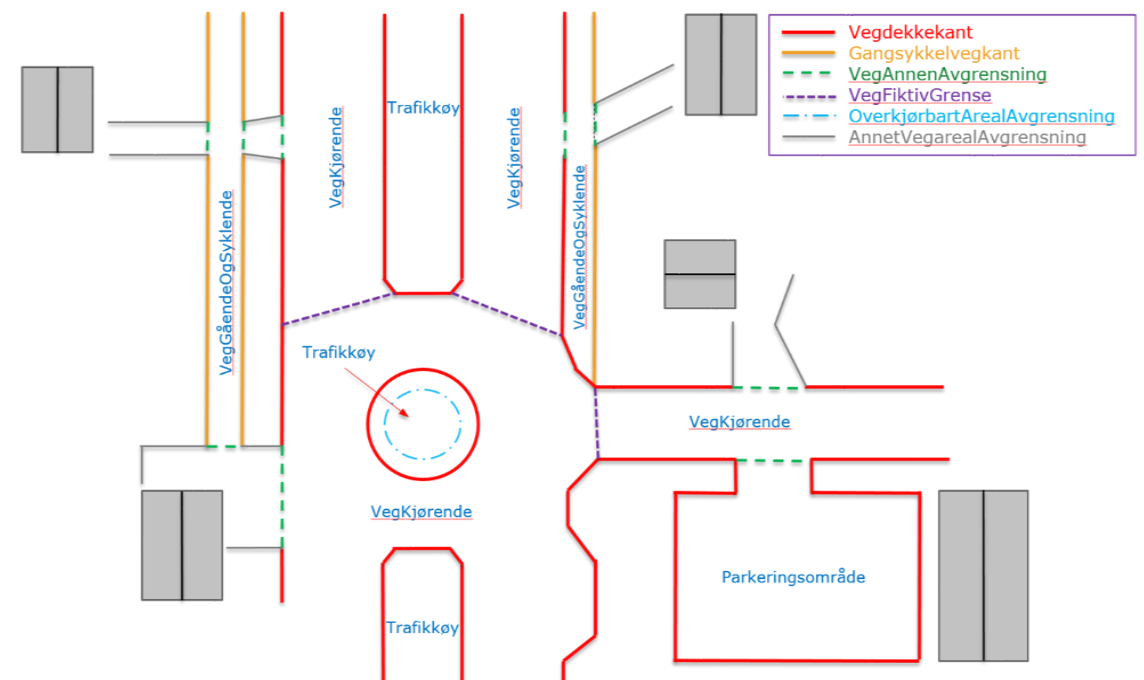 Vegdekkekant
Gangsykkelvegkant
VegAnnenAvgrensning
VegFiktivGrense
OverkjørbartArealAvgrensning
AnnetVegarealAvgrensning
Trafikkøy
VegKjørende
VegKjørende
VegGåendeOgSyklende
VegGåendeOgSyklende
Trafikkøy
VegKjørende
VegKjørende
Parkeringsområde
Trafikkøy